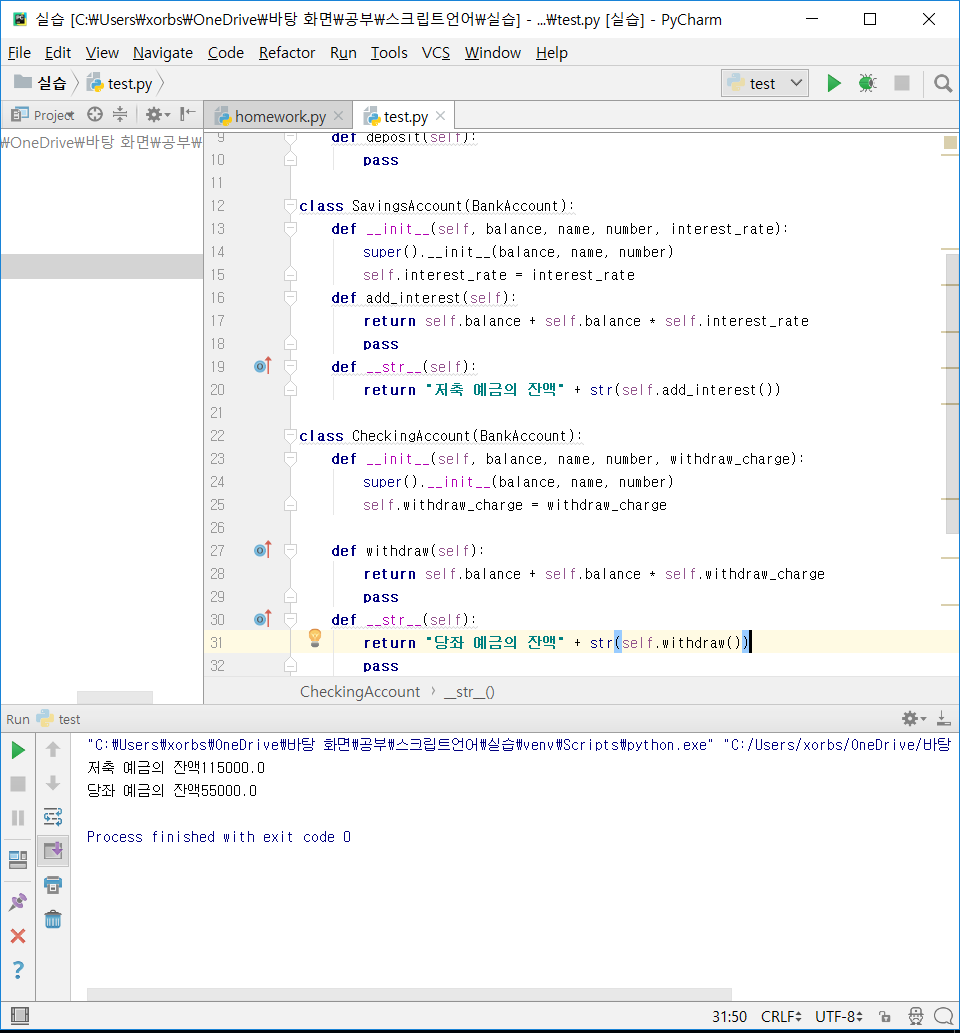 실습 [C:₩Users₩xorbs₩OneDrive₩바탕 화면₩공부₩스크립트언어₩실습] - ...₩test.py [실습] - PyCharm
File Edit View Navigate Code Refactor Run Tools VCS Window Help
실습 test.py test
Project homework.py test.py
₩OneDrive₩바탕 화면₩공부₩
9 def deposit(self):
10 pass
11
12 class SavingsAccount(BankAccount):
13 def __init__(self, balance, name, number, interest_rate):
14 super().__init__(balance, name, number)
15 self.interest_rate = interest_rate
16 def add_interest(self):
17 return self.balance + self.balance * self.interest_rate
18 pass
19 def __str__(self):
20 return "저축 예금의 잔액" + str(self.add_interest())
21
22 class CheckingAccount(BankAccount):
23 def __init__(self, balance, name, number, withdraw_charge):
24 super().__init__(balance, name, number)
25 self.withdraw_charge = withdraw_charge
26
27 def withdraw(self):
28 return self.balance + self.balance * self.withdraw_charge
29 pass
30 def __str__(self):
31 return "당좌 예금의 잔액" + str(self.withdraw())
32 pass
CheckingAccount › __str__()
Run test
"C:₩Users₩xorbs₩OneDrive₩바탕 화면₩공부₩스크립트언어₩실습₩venv₩Scripts₩python.exe" "C:/Users/xorbs/OneDrive/바탕
저축 예금의 잔액115000.0
당좌 예금의 잔액55000.0
Process finished with exit code 0
31:50 CRLF UTF-8